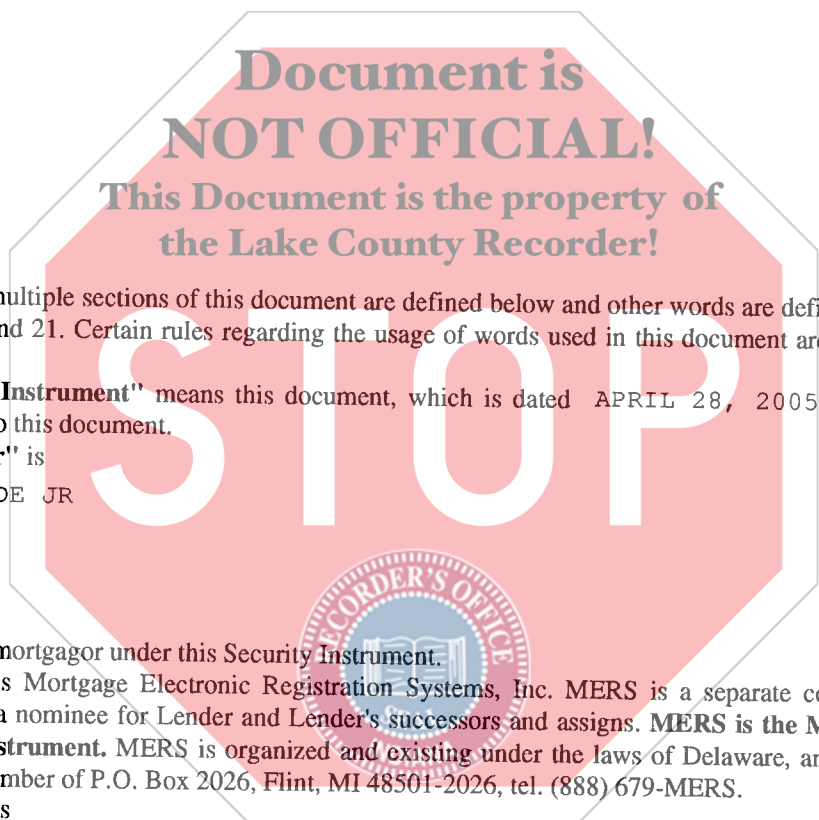 Document is
NOT OFFICIAL!
This Document is the property of
the Lake County Recorder!
multiple sections of this document are defined below and other words are defi
nd 21. Certain rules regarding the usage of words used in this document are
Instrument" means this document, which is dated APRIL 28, 2005
o this document.
r" is
DE JR
STOP
RECORDER'S OFFICE
mortgagor under this Security Instrument.
s Mortgage Electronic Registration Systems, Inc. MERS is a separate co
a nominee for Lender and Lender's successors and assigns. MERS is the M
strument. MERS is organized and existing under the laws of Delaware, an
mber of P.O. Box 2026, Flint, MI 48501-2026, tel. (888) 679-MERS.
s